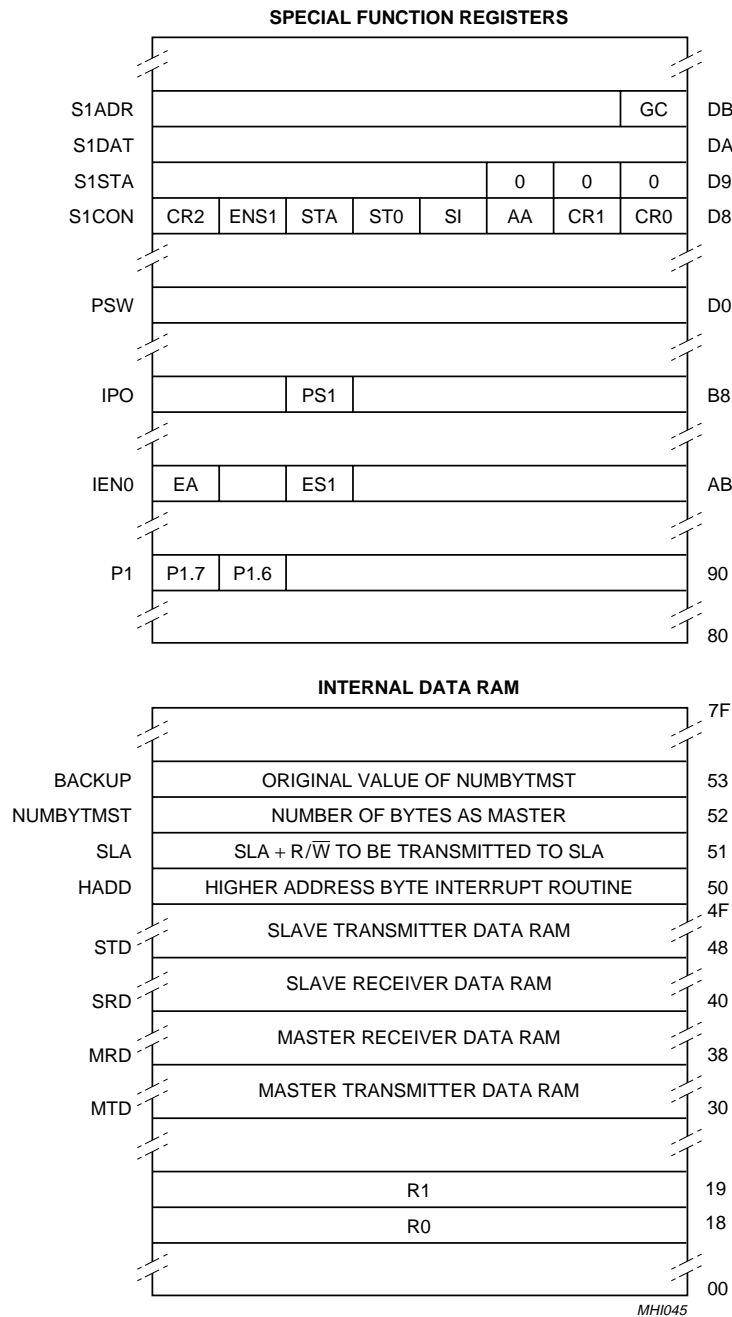 SPECIAL FUNCTION REGISTERS
S1ADR GC DB
S1DAT DA
S1STA 0 0 0 D9
S1CON CR2 ENS1 STA ST0 SI AA CR1 CR0 D8
PSW D0
IPO PS1 B8
IEN0 EA ES1 AB
P1 P1.7 P1.6 90
80
INTERNAL DATA RAM
7F
BACKUP ORIGINAL VALUE OF NUMBYTMST 53
NUMBYTMST NUMBER OF BYTES AS MASTER 52
SLA SLA + R/W̅ TO BE TRANSMITTED TO SLA 51
HADD HIGHER ADDRESS BYTE INTERRUPT ROUTINE 50
4F
STD SLAVE TRANSMITTER DATA RAM 48
SRD SLAVE RECEIVER DATA RAM 40
MRD MASTER RECEIVER DATA RAM 38
MTD MASTER TRANSMITTER DATA RAM 30
R1 19
R0 18
00
MHI045